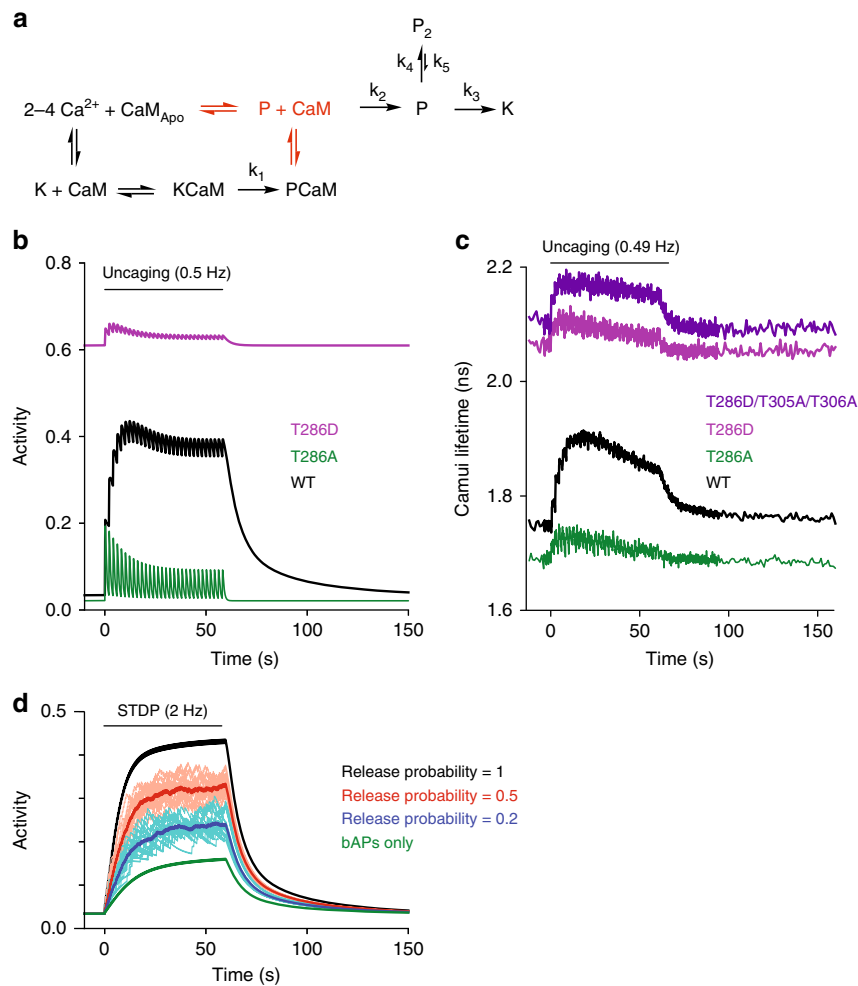 a
P₂
k₄ k₅
2–4 Ca²⁺ + CaM_Apo P + CaM k₂ P k₃ K
K + CaM KCaM k₁ PCaM
b
0.8
Uncaging (0.5 Hz)
0.6
0.4
0.2
0.0
Activity
T286D
T286A
WT
0 50 100 150
Time (s)
c
Uncaging (0.49 Hz)
2.2
2.0
1.8
1.6
Camui lifetime (ns)
T286D/T305A/T306A
T286D
T286A
WT
0 50 100 150
Time (s)
d
STDP (2 Hz)
0.5
0.0
Activity
Release probability = 1
Release probability = 0.5
Release probability = 0.2
bAPs only
0 50 100 150
Time (s)